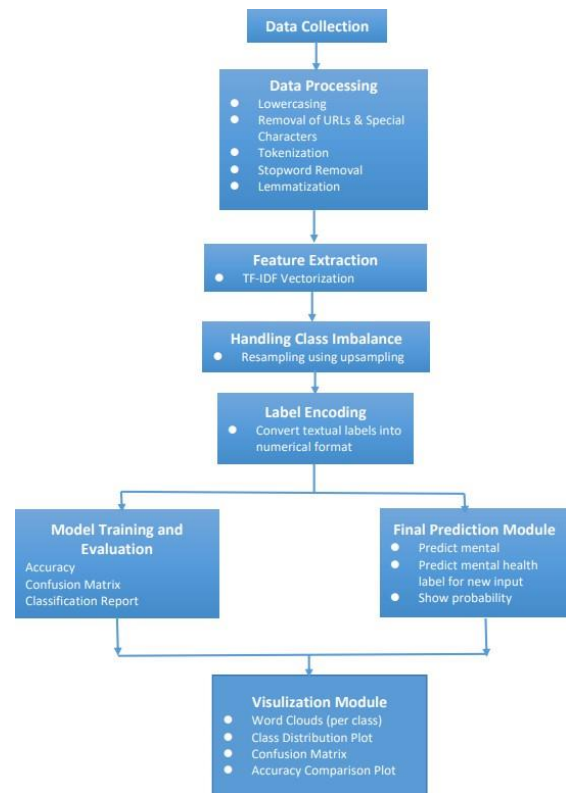 Data Collection
Data Processing
Lowercasing
Removal of URLs & Special
Characters
Tokenization
Stopword Removal
Lemmatization
Feature Extraction
TF-IDF Vectorization
Handling Class Imbalance
Resampling using upsampling
Label Encoding
Convert textual labels into
numerical format
Model Training and
Evaluation
Accuracy
Confusion Matrix
Classification Report
Final Prediction Module
Predict mental
Predict mental health
label for new input
Show probability
Visulization Module
Word Clouds (per class)
Class Distribution Plot
Confusion Matrix
Accuracy Comparison Plot